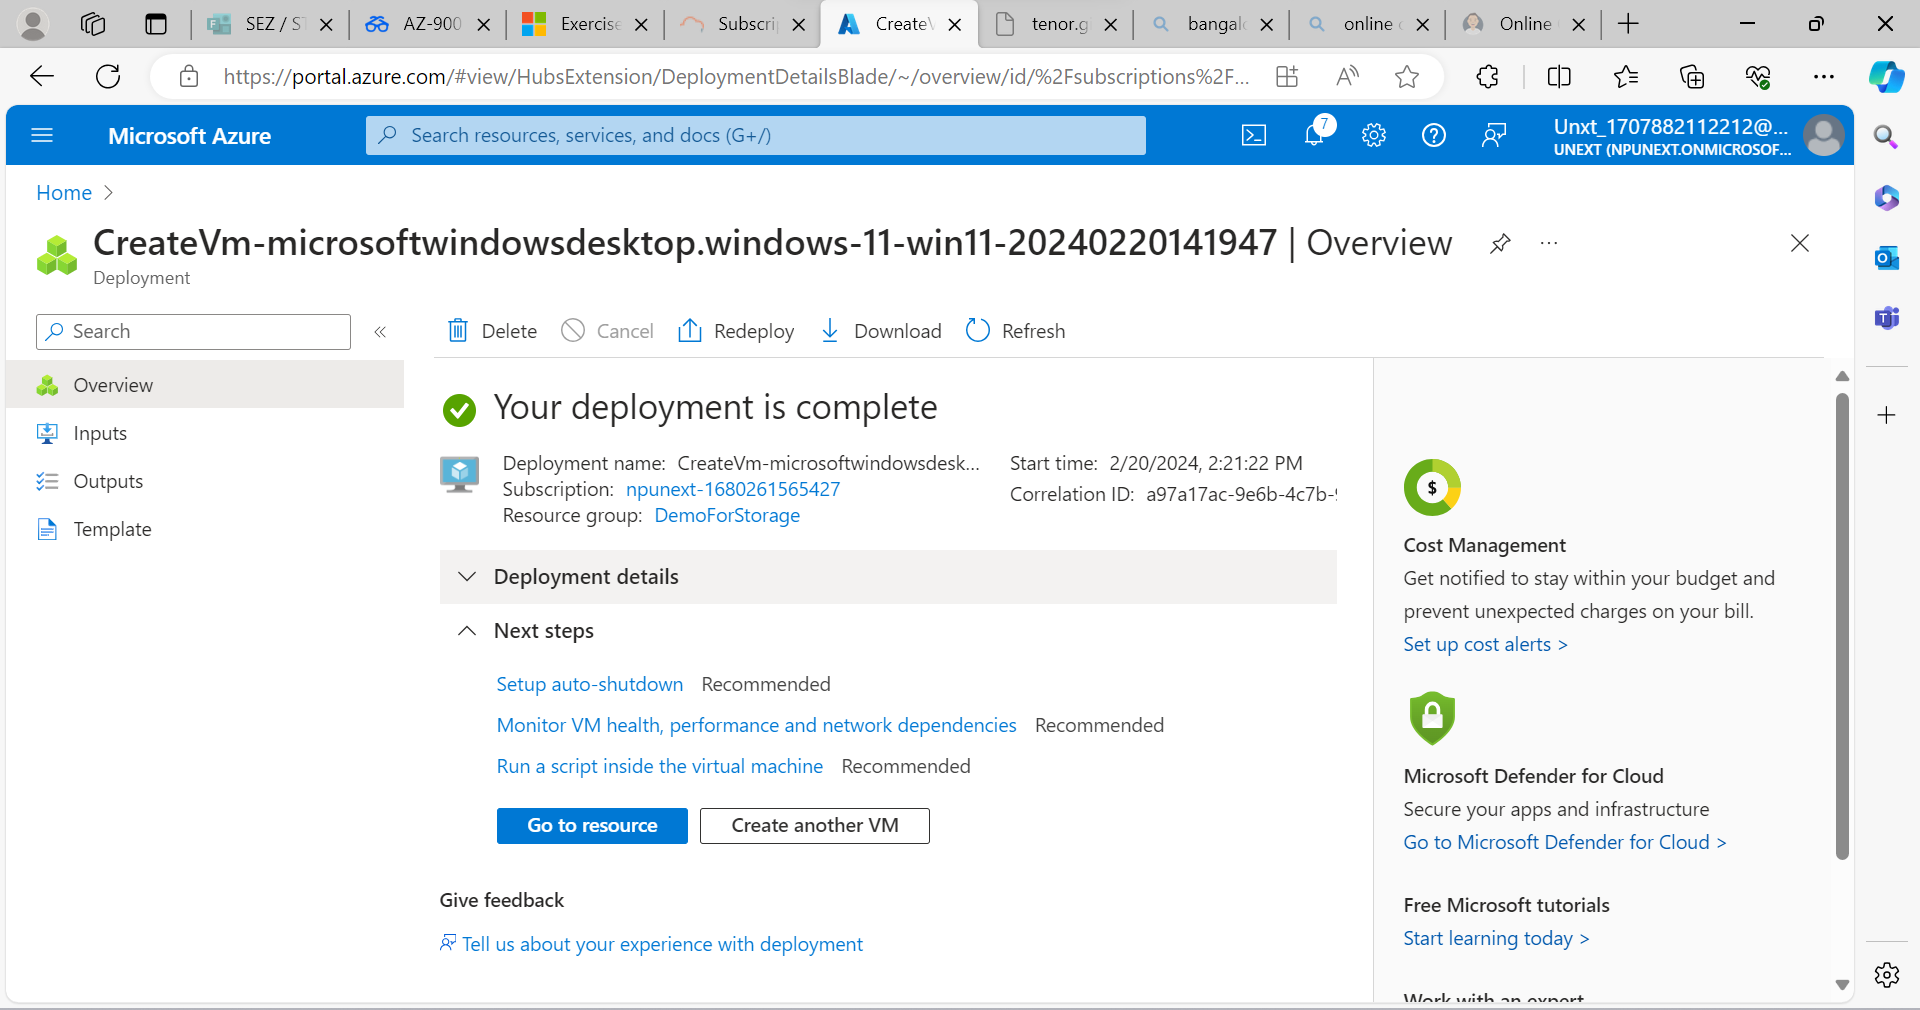 SEZ / ST
AZ-900
Exercise
Subscri
CreateV
tenor.g
bangalo
online
Online
https://portal.azure.com/#view/HubsExtension/DeploymentDetailsBlade/~/overview/id/%2Fsubscriptions%2F...
Microsoft Azure
Search resources, services, and docs (G+/)
7
Unxt_1707882112212@...
UNEXT (NPUNEXT.ONMICROSOF...
Home >
CreateVm-microsoftwindowsdesktop.windows-11-win11-20240220141947 | Overview
Deployment
Search
Delete
Cancel
Redeploy
Download
Refresh
Overview
Inputs
Outputs
Template
Your deployment is complete
Deployment name: CreateVm-microsoftwindowsdesk...
Subscription: npunext-1680261565427
Resource group: DemoForStorage
Start time: 2/20/2024, 2:21:22 PM
Correlation ID: a97a17ac-9e6b-4c7b-9
Deployment details
Next steps
Setup auto-shutdown Recommended
Monitor VM health, performance and network dependencies Recommended
Run a script inside the virtual machine Recommended
Go to resource
Create another VM
Give feedback
Tell us about your experience with deployment
$
Cost Management
Get notified to stay within your budget and
prevent unexpected charges on your bill.
Set up cost alerts >
Microsoft Defender for Cloud
Secure your apps and infrastructure
Go to Microsoft Defender for Cloud >
Free Microsoft tutorials
Start learning today >
Work with an expert